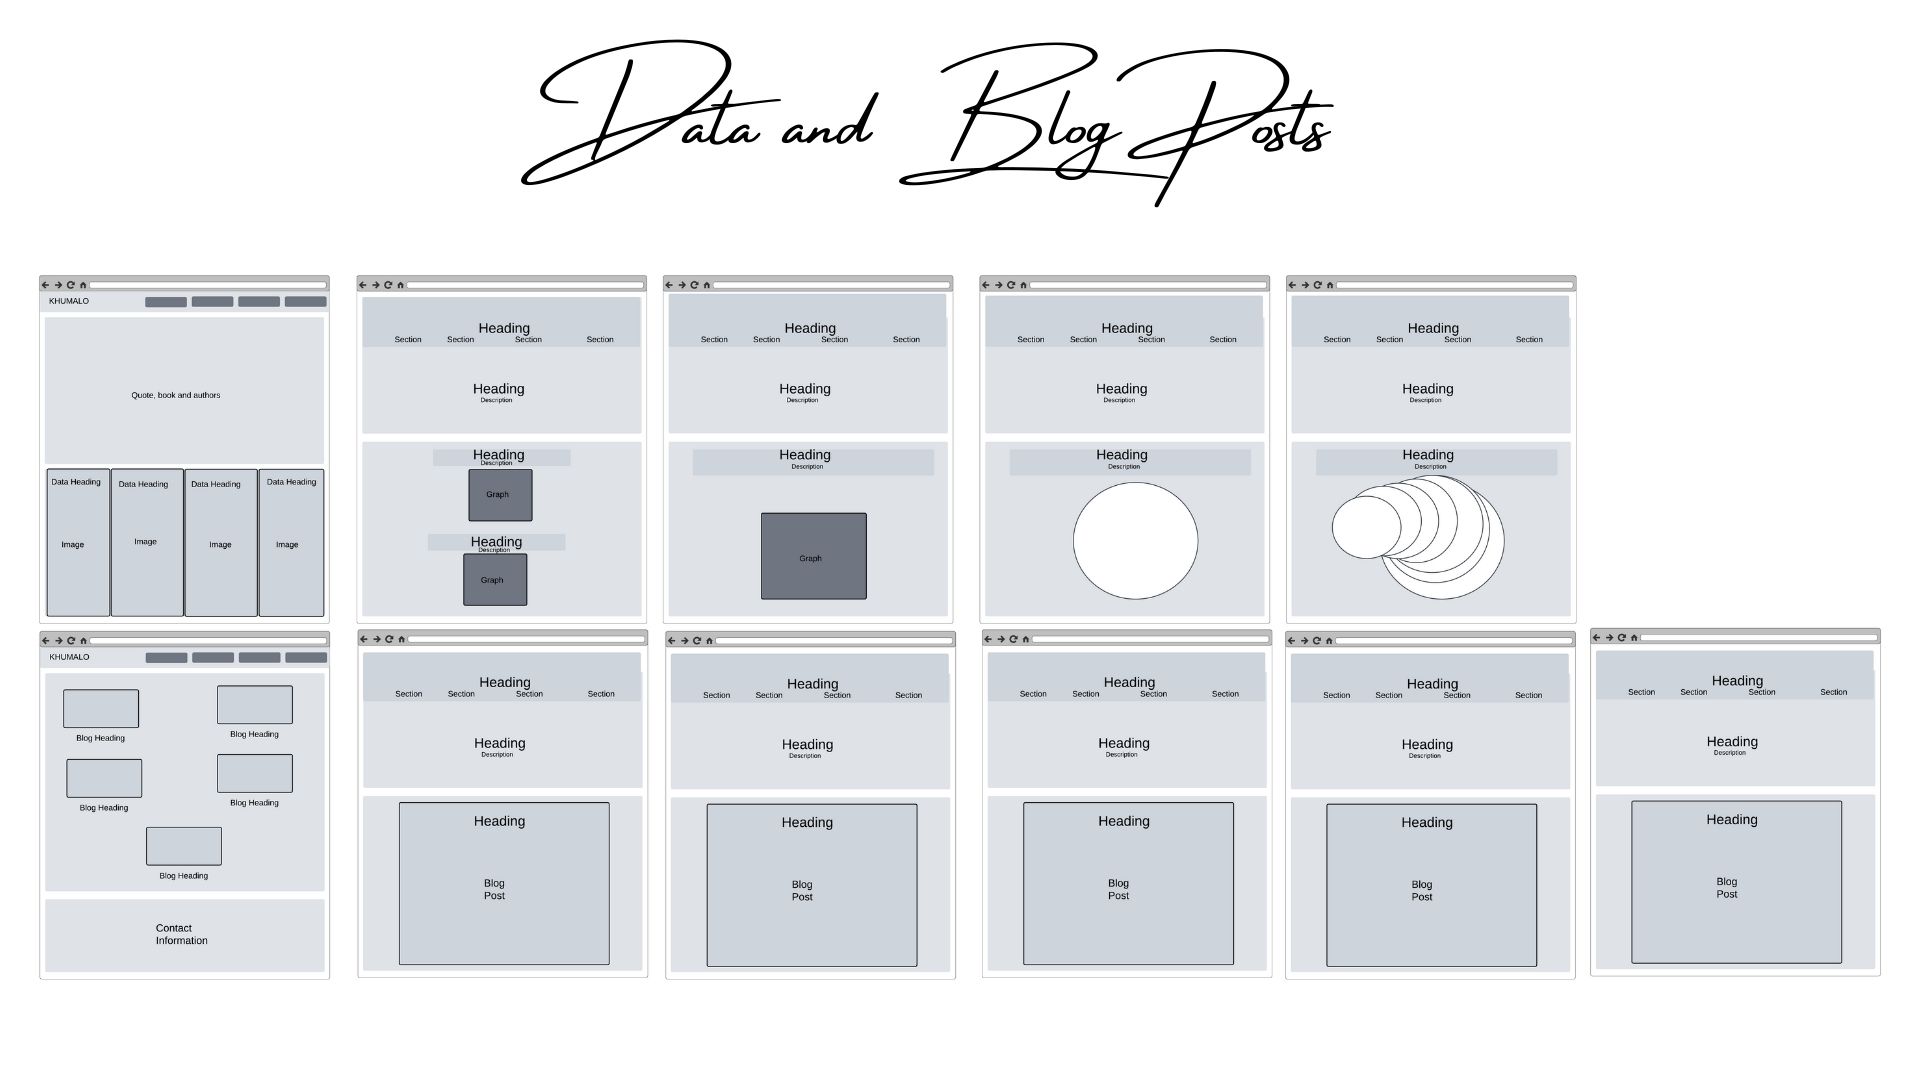 Data and Blog Posts
KHUMALO
Quote, book and authors
Data Heading Data Heading Data Heading Data Heading
Image Image Image Image
Heading
Section Section Section Section
Heading
Description
Heading
Description
Graph
Heading
Description
Graph
Heading
Section Section Section Section
Heading
Description
Heading
Description
Graph
Heading
Section Section Section Section
Heading
Description
Heading
Description
Heading
Section Section Section Section
Heading
Description
Heading
Description
KHUMALO
Blog Heading Blog Heading
Blog Heading Blog Heading
Blog Heading
Contact
Information
Heading
Section Section Section Section
Heading
Description
Heading
Blog
Post
Heading
Section Section Section Section
Heading
Description
Heading
Blog
Post
Heading
Section Section Section Section
Heading
Description
Heading
Blog
Post
Heading
Section Section Section Section
Heading
Description
Heading
Blog
Post
Heading
Section Section Section Section
Heading
Description
Heading
Blog
Post